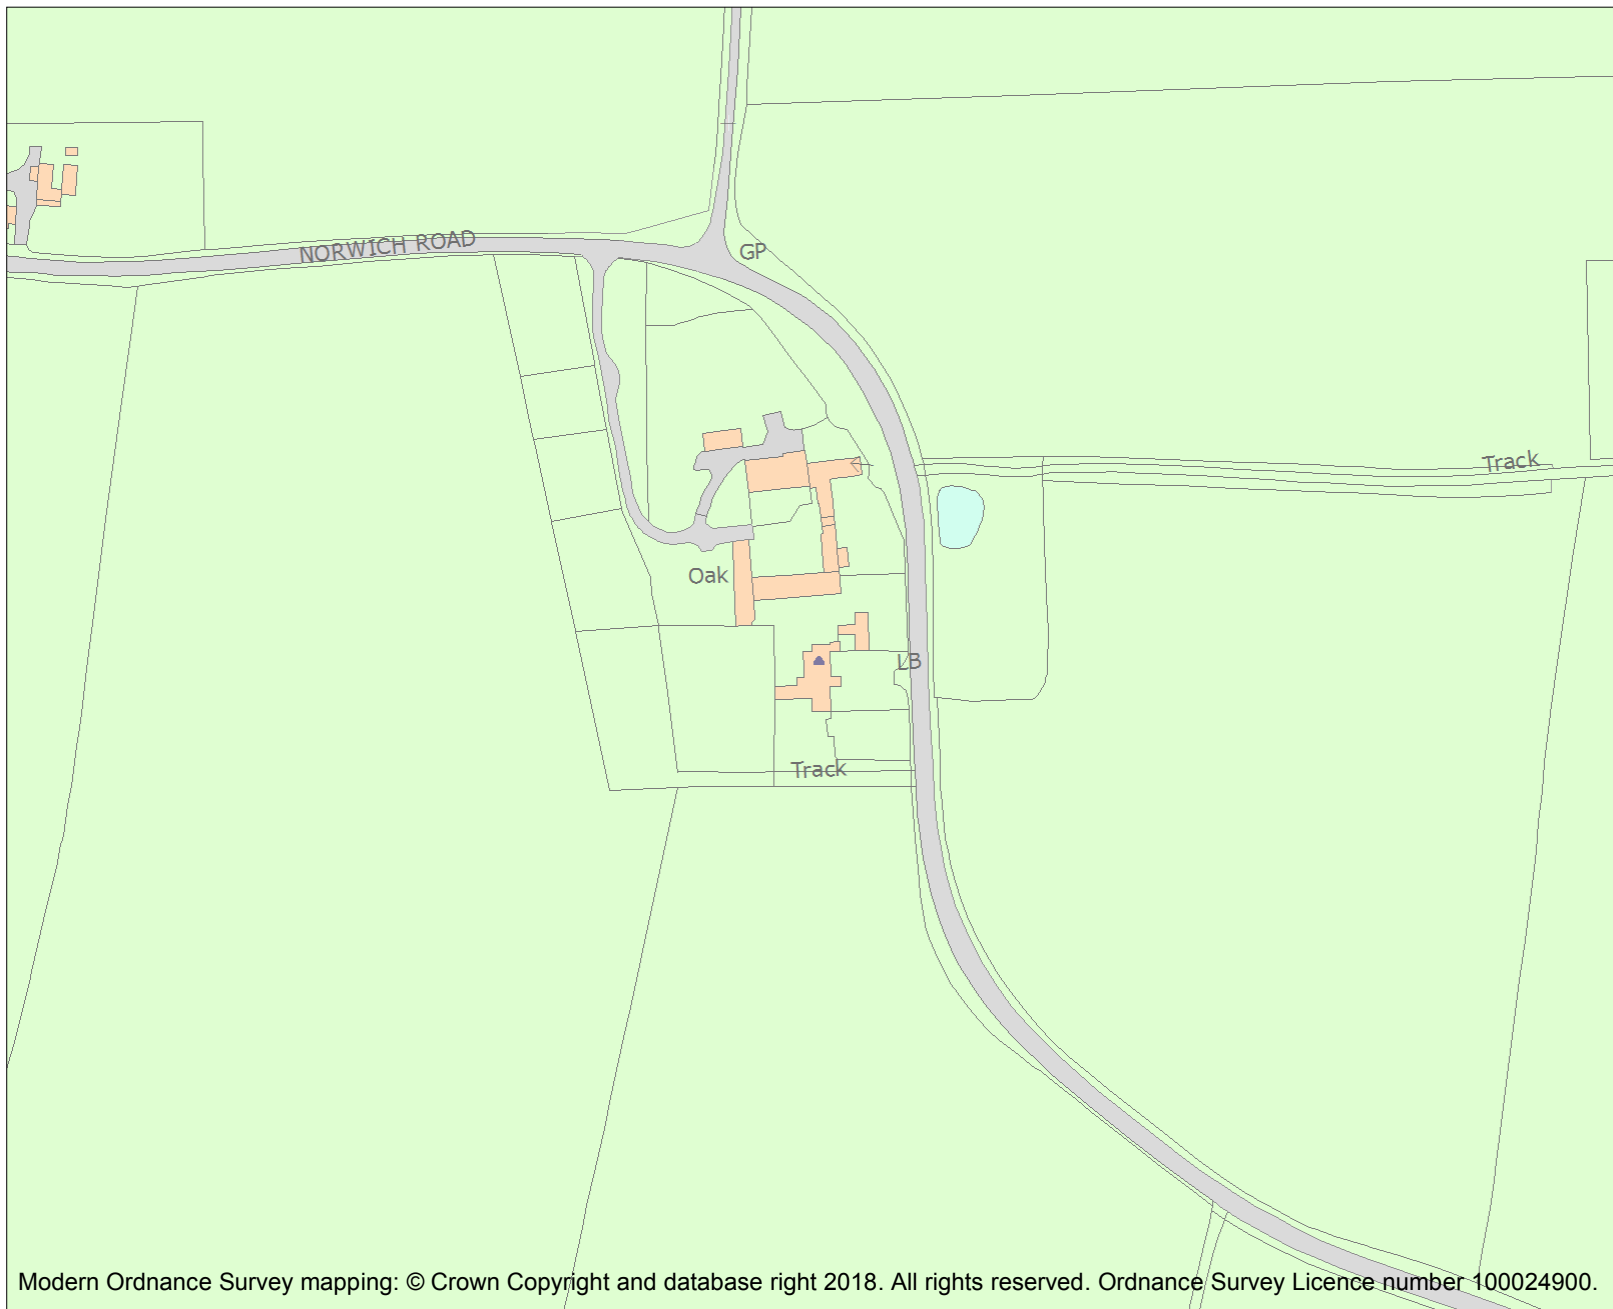 NORWICH ROAD
GP
Track
Oak
LB
Track
Modern Ordnance Survey mapping: © Crown Copyright and database right 2018. All rights reserved. Ordnance Survey Licence number 100024900.